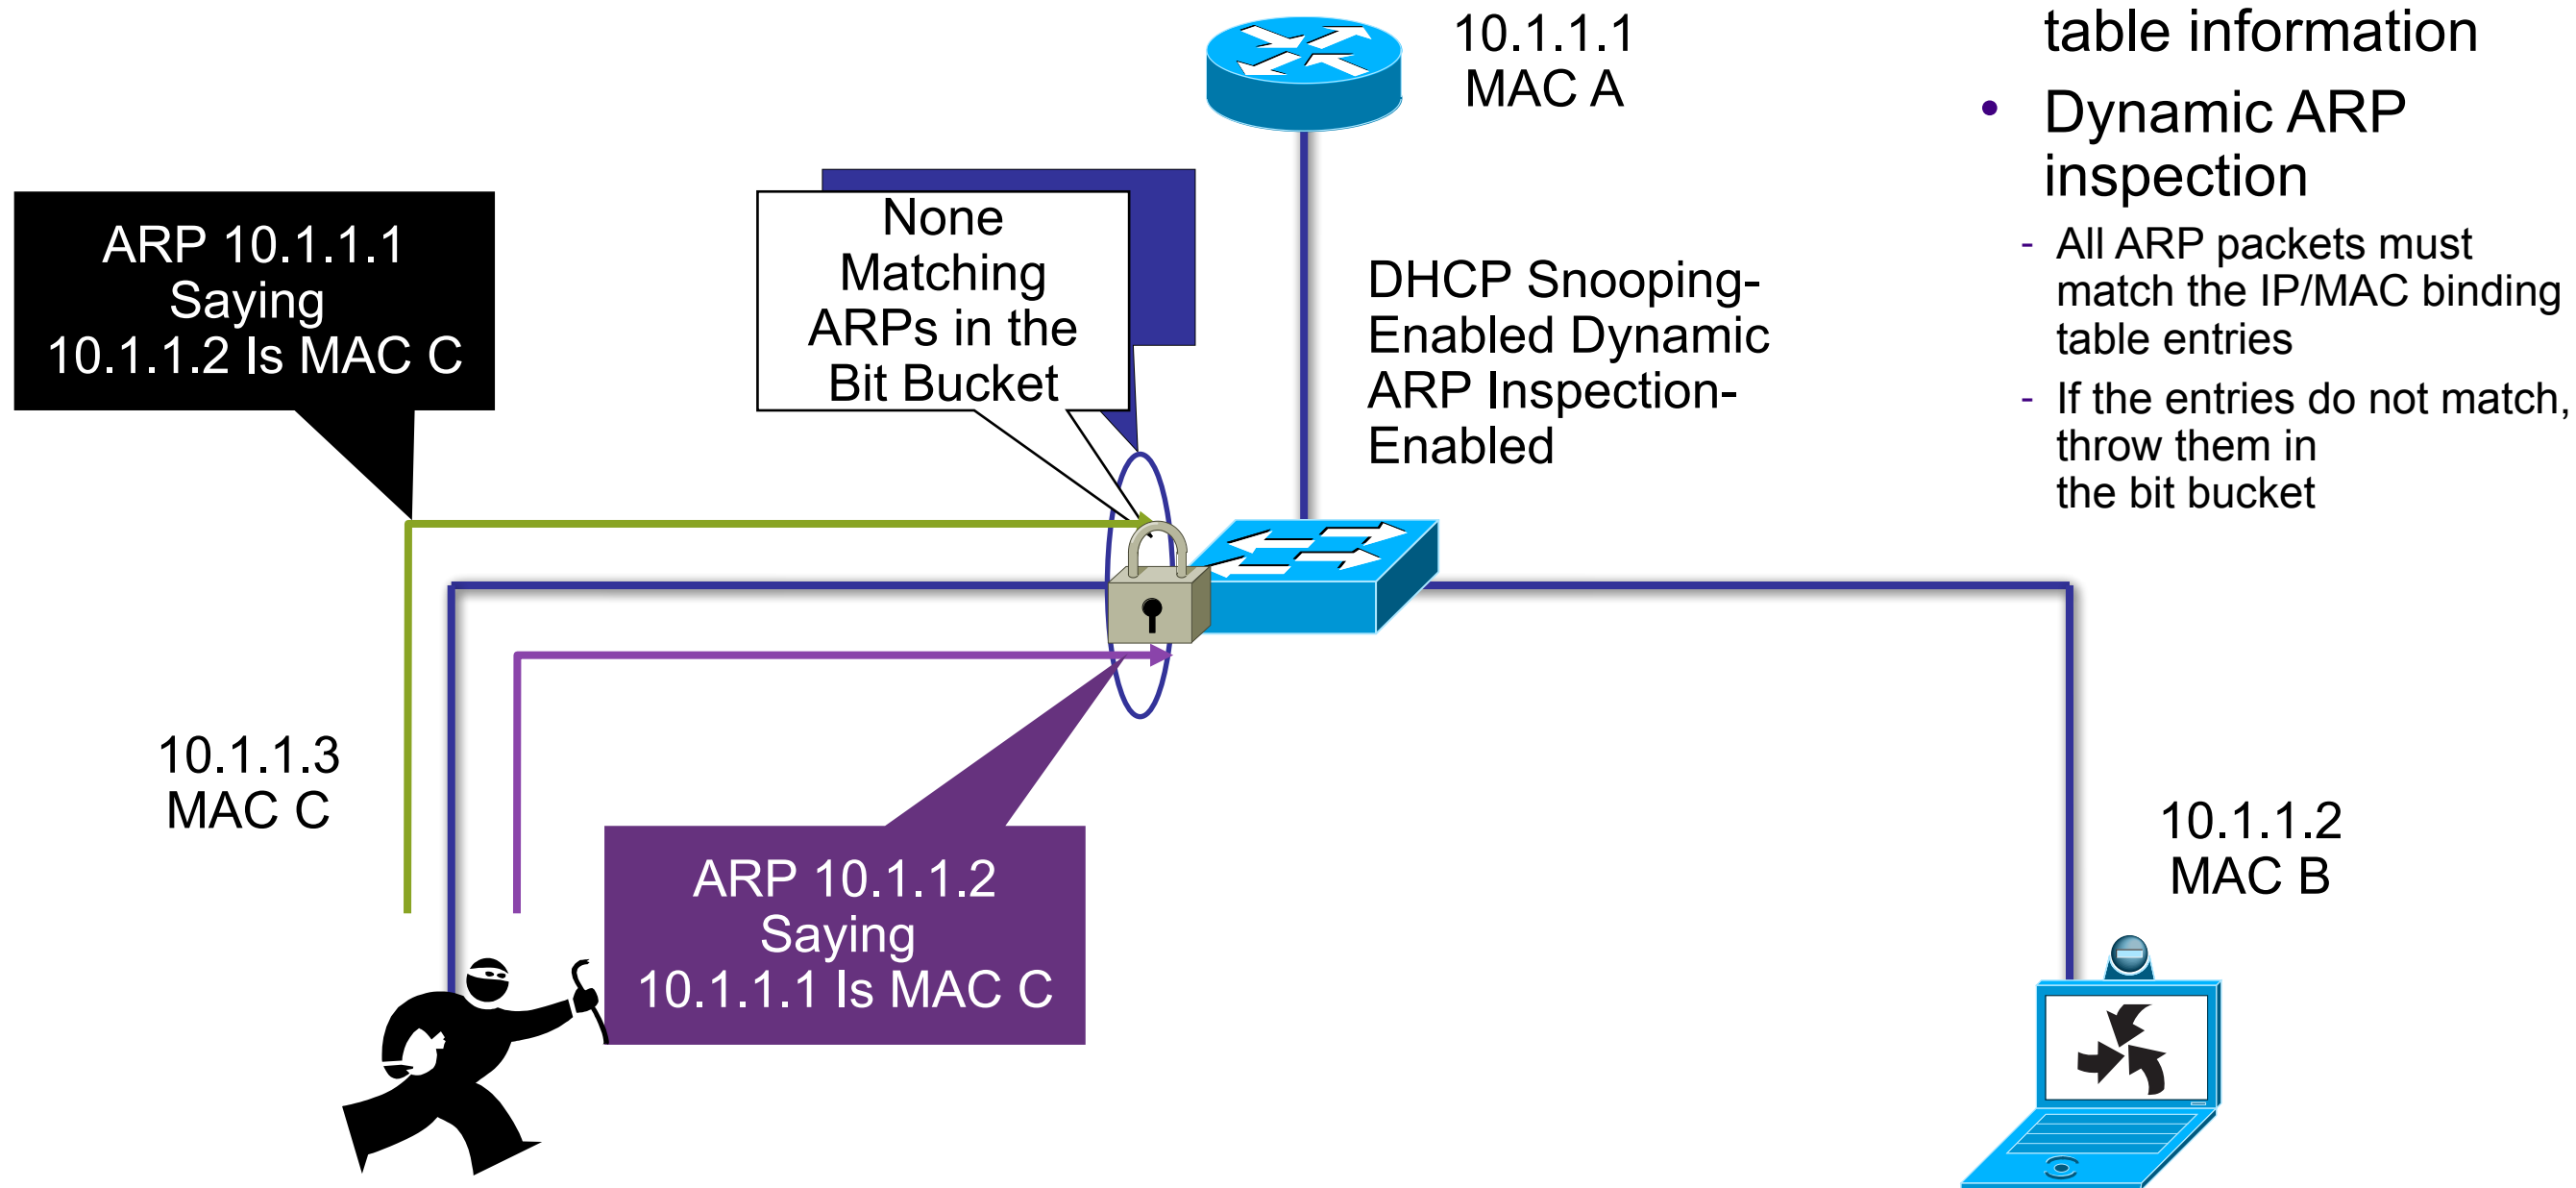 10.1.1.1
MAC A
table information
• Dynamic ARP
inspection
- All ARP packets must
match the IP/MAC binding
table entries
- If the entries do not match,
throw them in
the bit bucket
ARP 10.1.1.1
Saying
10.1.1.2 Is MAC C
None
Matching
ARPs in the
Bit Bucket
DHCP Snooping-
Enabled Dynamic
ARP Inspection-
Enabled
10.1.1.3
MAC C
ARP 10.1.1.2
Saying
10.1.1.1 Is MAC C
10.1.1.2
MAC B